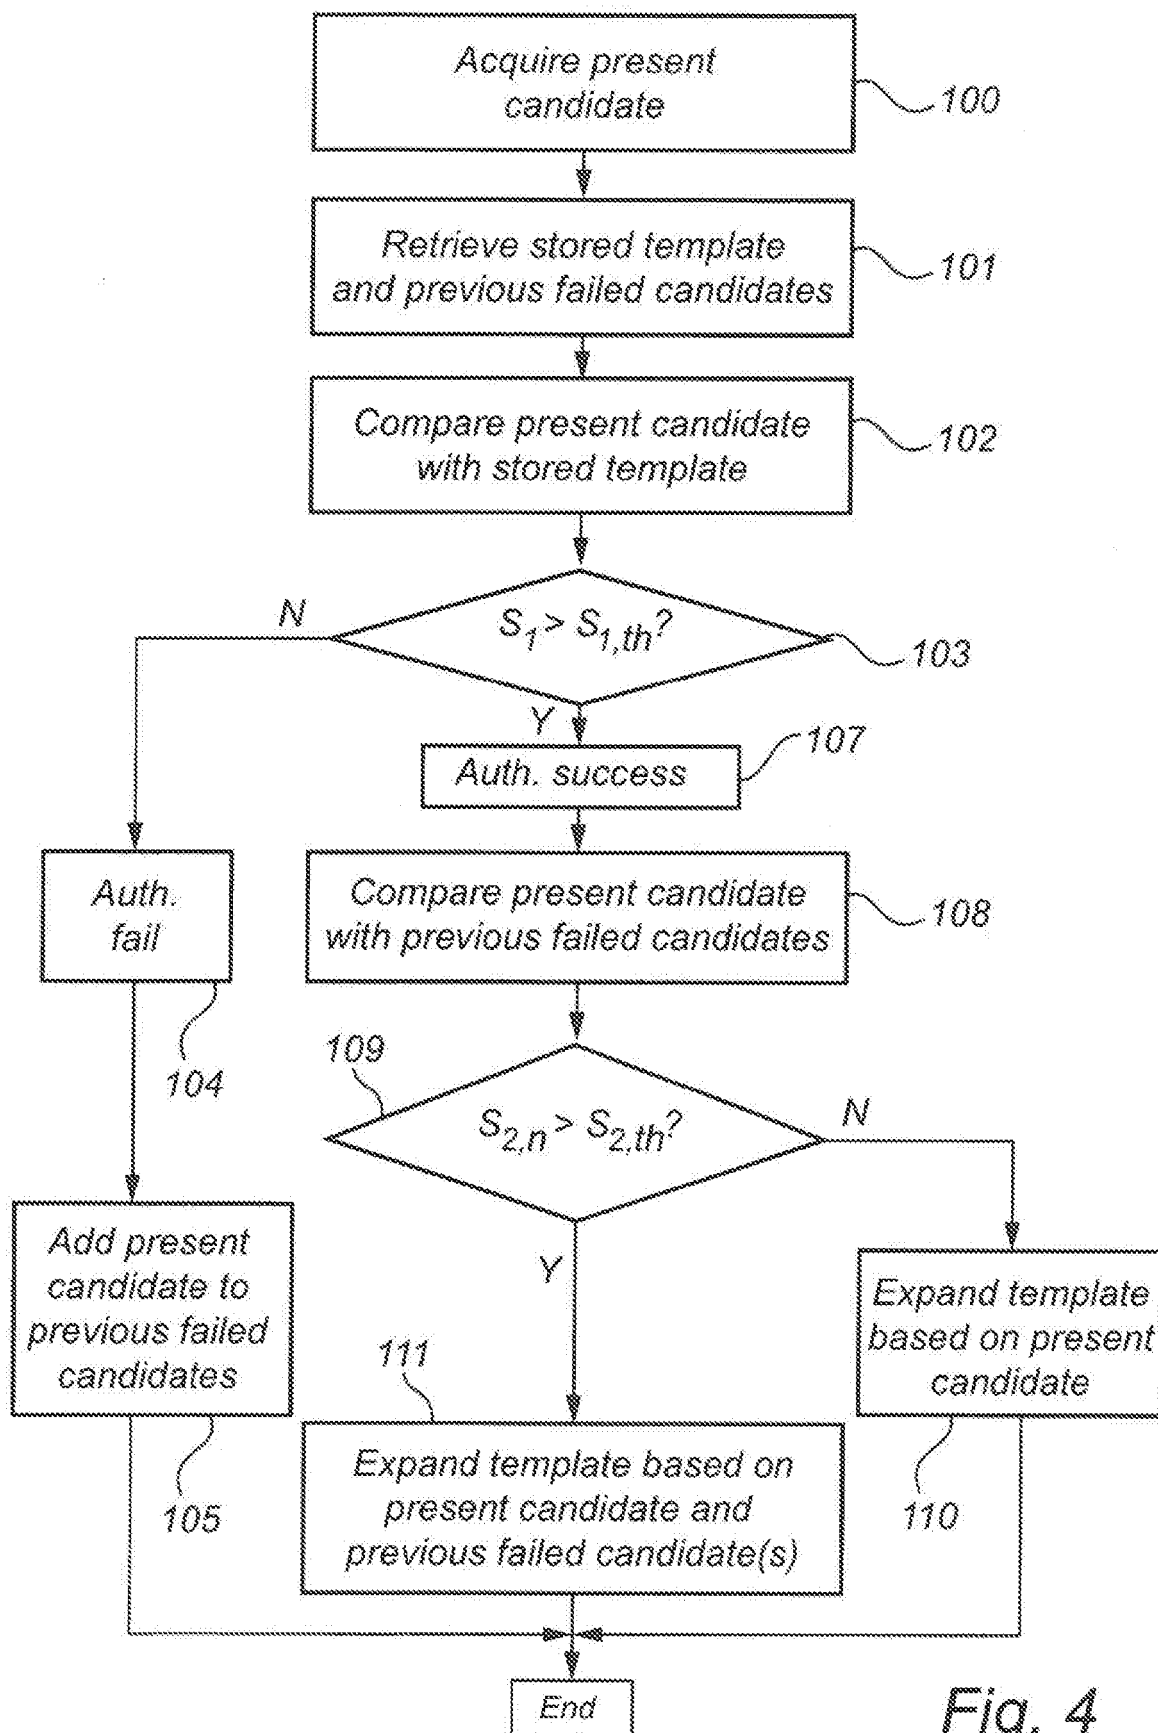 Acquire present
candidate
100
Retrieve stored template
and previous failed candidates
101
Compare present candidate
with stored template
102
N
S1 > S1,th?
103
Y
Auth. success
107
Auth.
fail
104
Compare present candidate
with previous failed candidates
108
109
S2,n > S2,th?
N
Y
Add present
candidate to
previous failed
candidates
105
111
Expand template based on
present candidate and
previous failed candidate(s)
Expand template
based on present
candidate
110
End
Fig. 4